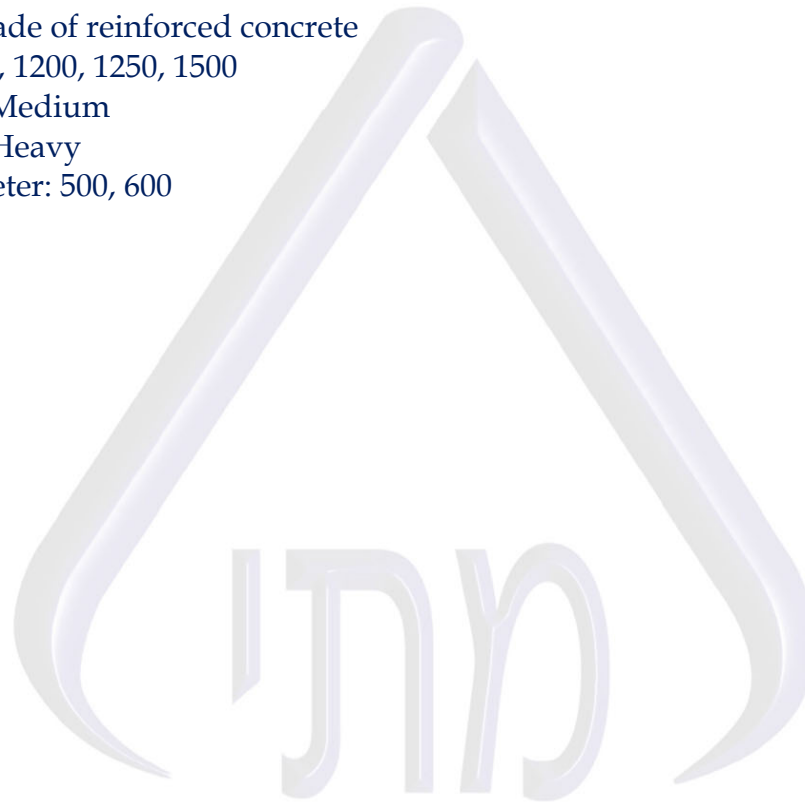 ade of reinforced concrete
, 1200, 1250, 1500
Medium
Heavy
eter: 500, 600
מתי